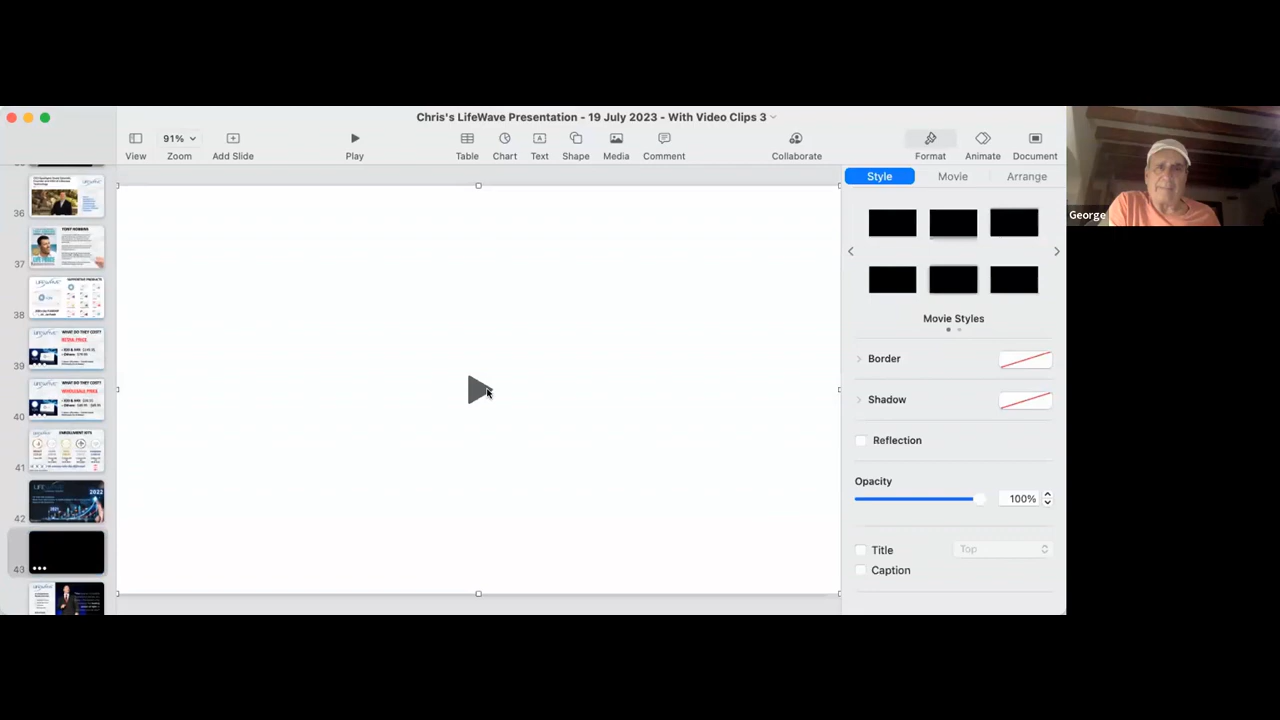 Chris's LifeWave Presentation - 19 July 2023 - With Video Clips 3
91%
View
Zoom
Add Slide
Play
Table
Chart
Text
Shape
Media
Comment
Collaborate
Format
Animate
Document
Style
Movie
Arrange
Movie Styles
Border
Shadow
Reflection
Opacity
100%
Title
Top
Caption
George
36
37
TONY ROBBINS
38
39
WHAT DO THEY COST?
RETAIL PRICE
40
WHAT DO THEY COST?
WHOLESALE PRICE
41
ENROLLMENT KITS
42
2022
2021
43